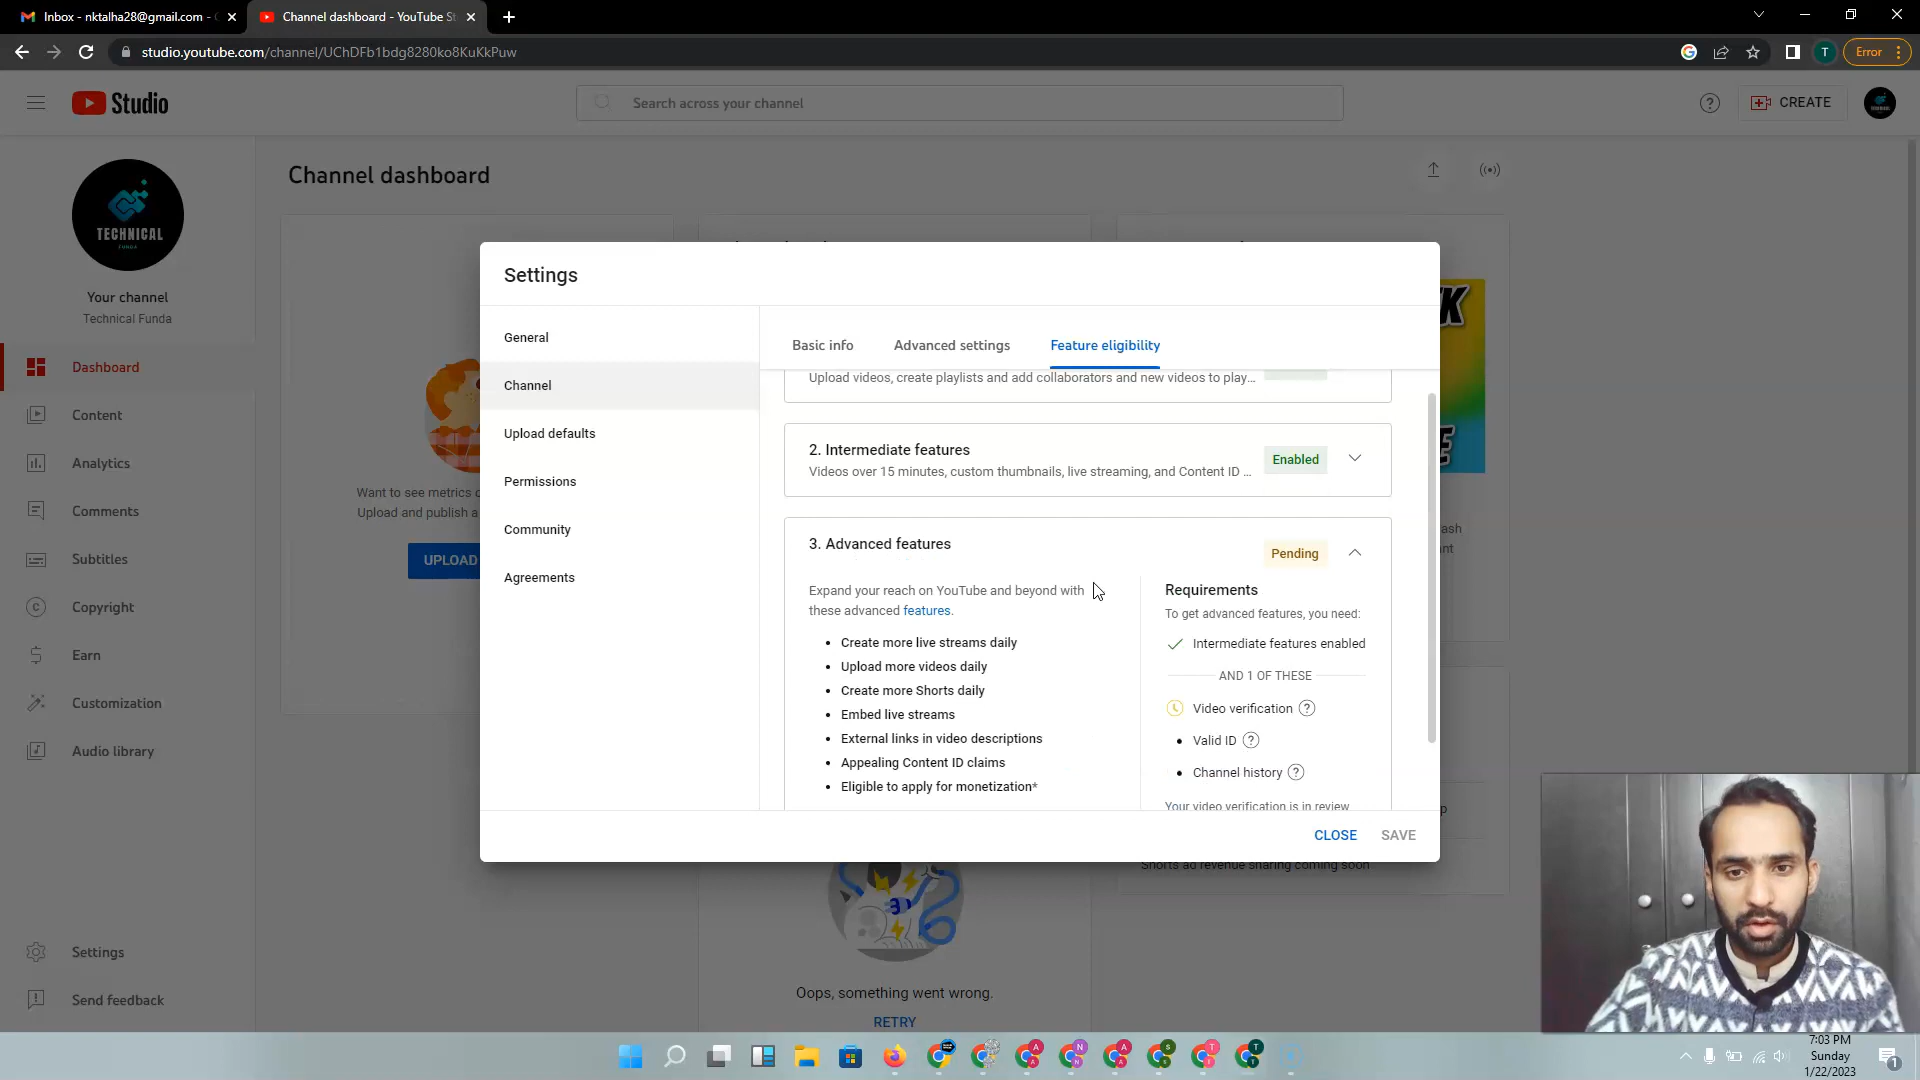 Inbox - nktalha28@gmail.com -
Channel dashboard - YouTube St
studio.youtube.com/channel/UChDFb1bdg8280ko8KuKkPuw
T
Error
Studio
Search across your channel
CREATE
TECHNICAL
FUNDA
Your channel
Technical Funda
Dashboard
Content
Analytics
Comments
Subtitles
Copyright
Earn
Customization
Audio library
Settings
Send feedback
Channel dashboard
Want to see metrics
Upload and publish a
UPLOAD
Settings
General
Channel
Upload defaults
Permissions
Community
Agreements
Basic info
Advanced settings
Feature eligibility
Upload videos, create playlists and add collaborators and new videos to play...
2. Intermediate features
Videos over 15 minutes, custom thumbnails, live streaming, and Content ID ...
Enabled
3. Advanced features
Pending
Expand your reach on YouTube and beyond with
these advanced features.
• Create more live streams daily
• Upload more videos daily
• Create more Shorts daily
• Embed live streams
• External links in video descriptions
• Appealing Content ID claims
• Eligible to apply for monetization*
Requirements
To get advanced features, you need:
Intermediate features enabled
AND 1 OF THESE
Video verification
• Valid ID
• Channel history
Your video verification is in review
CLOSE
SAVE
Shorts ad revenue sharing coming soon
Oops, something went wrong.
RETRY
7:03 PM
Sunday
1/22/2023
1